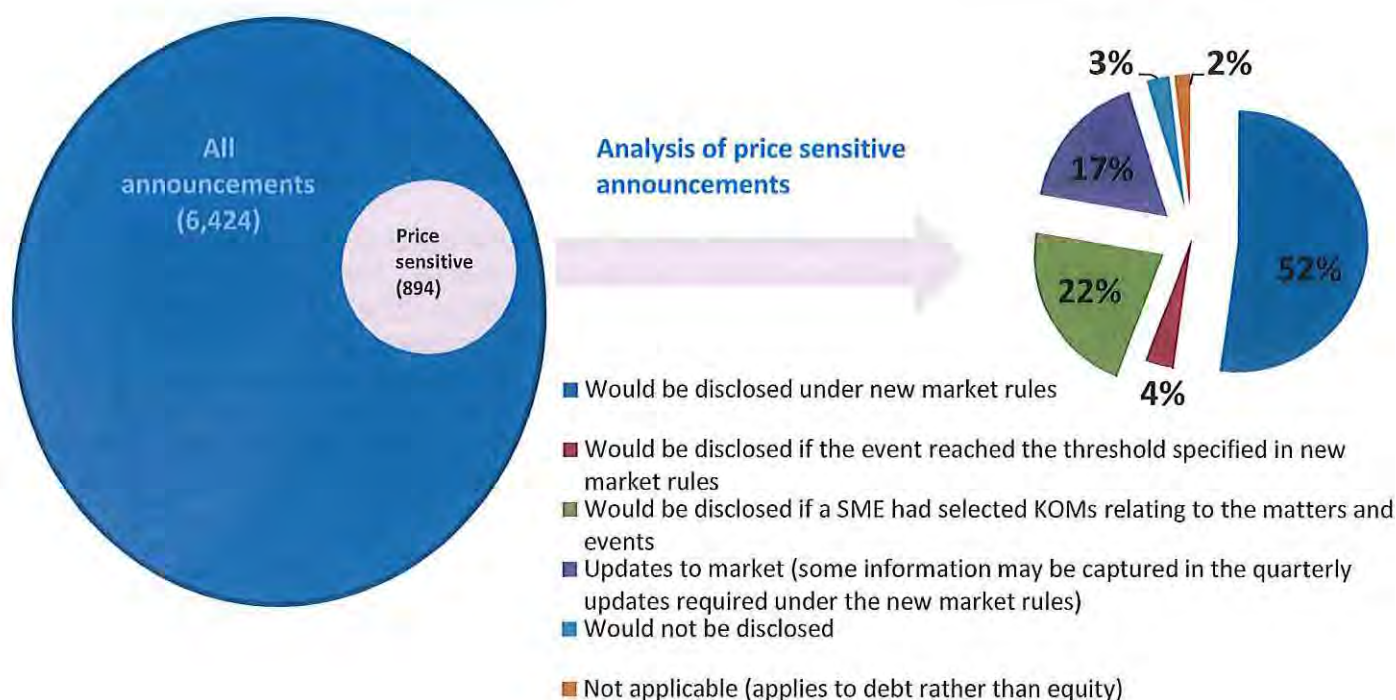 All
announcements
(6,424)
Price
sensitive
(894)
Analysis of price sensitive
announcements
3%
2%
17%
52%
22%
4%
Would be disclosed under new market rules
Would be disclosed if the event reached the threshold specified in new
market rules
Would be disclosed if a SME had selected KOMs relating to the matters and
events
Updates to market (some information may be captured in the quarterly
updates required under the new market rules)
Would not be disclosed
Not applicable (applies to debt rather than equity)